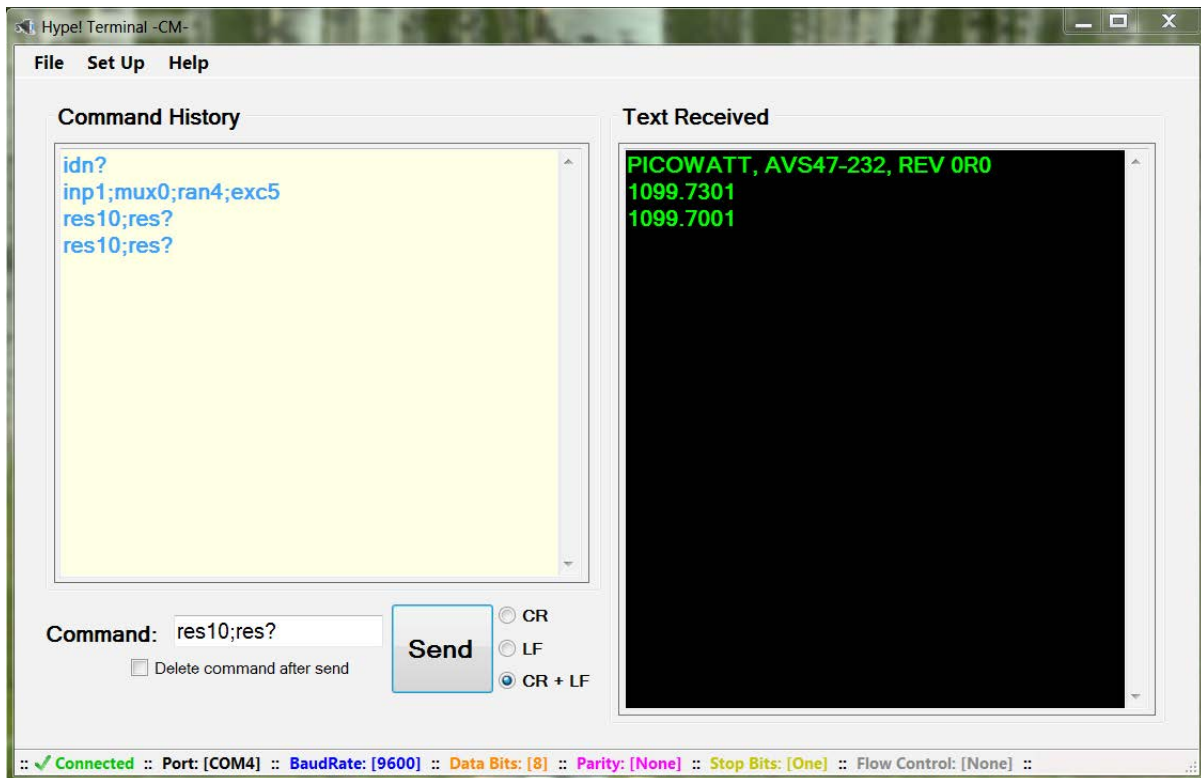 Hype! Terminal -CM-
File Set Up Help
Command History
idn?
inp1;mux0;ran4;exc5
res10;res?
res10;res?
Text Received
PICOWATT, AVS47-232, REV 0R0
1099.7301
1099.7001
Command: res10;res?
Delete command after send
Send
CR
LF
CR + LF
:: Connected :: Port: [COM4] :: BaudRate: [9600] :: Data Bits: [8] :: Parity: [None] :: Stop Bits: [One] :: Flow Control: [None] ::